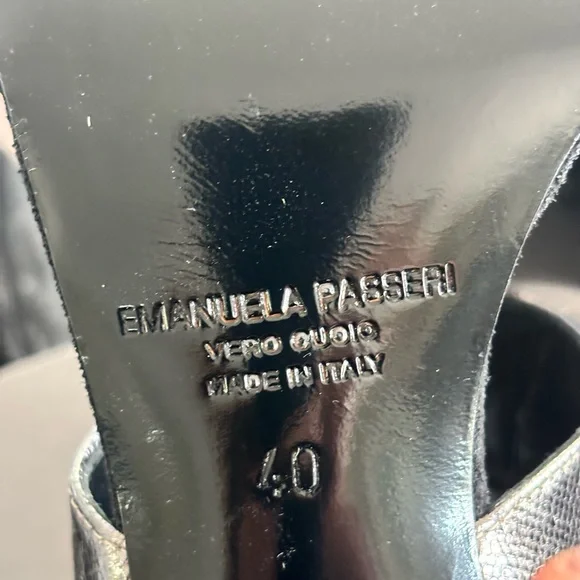 EMANUELA PASSERI
VERO CUOIO
MADE IN ITALY
40